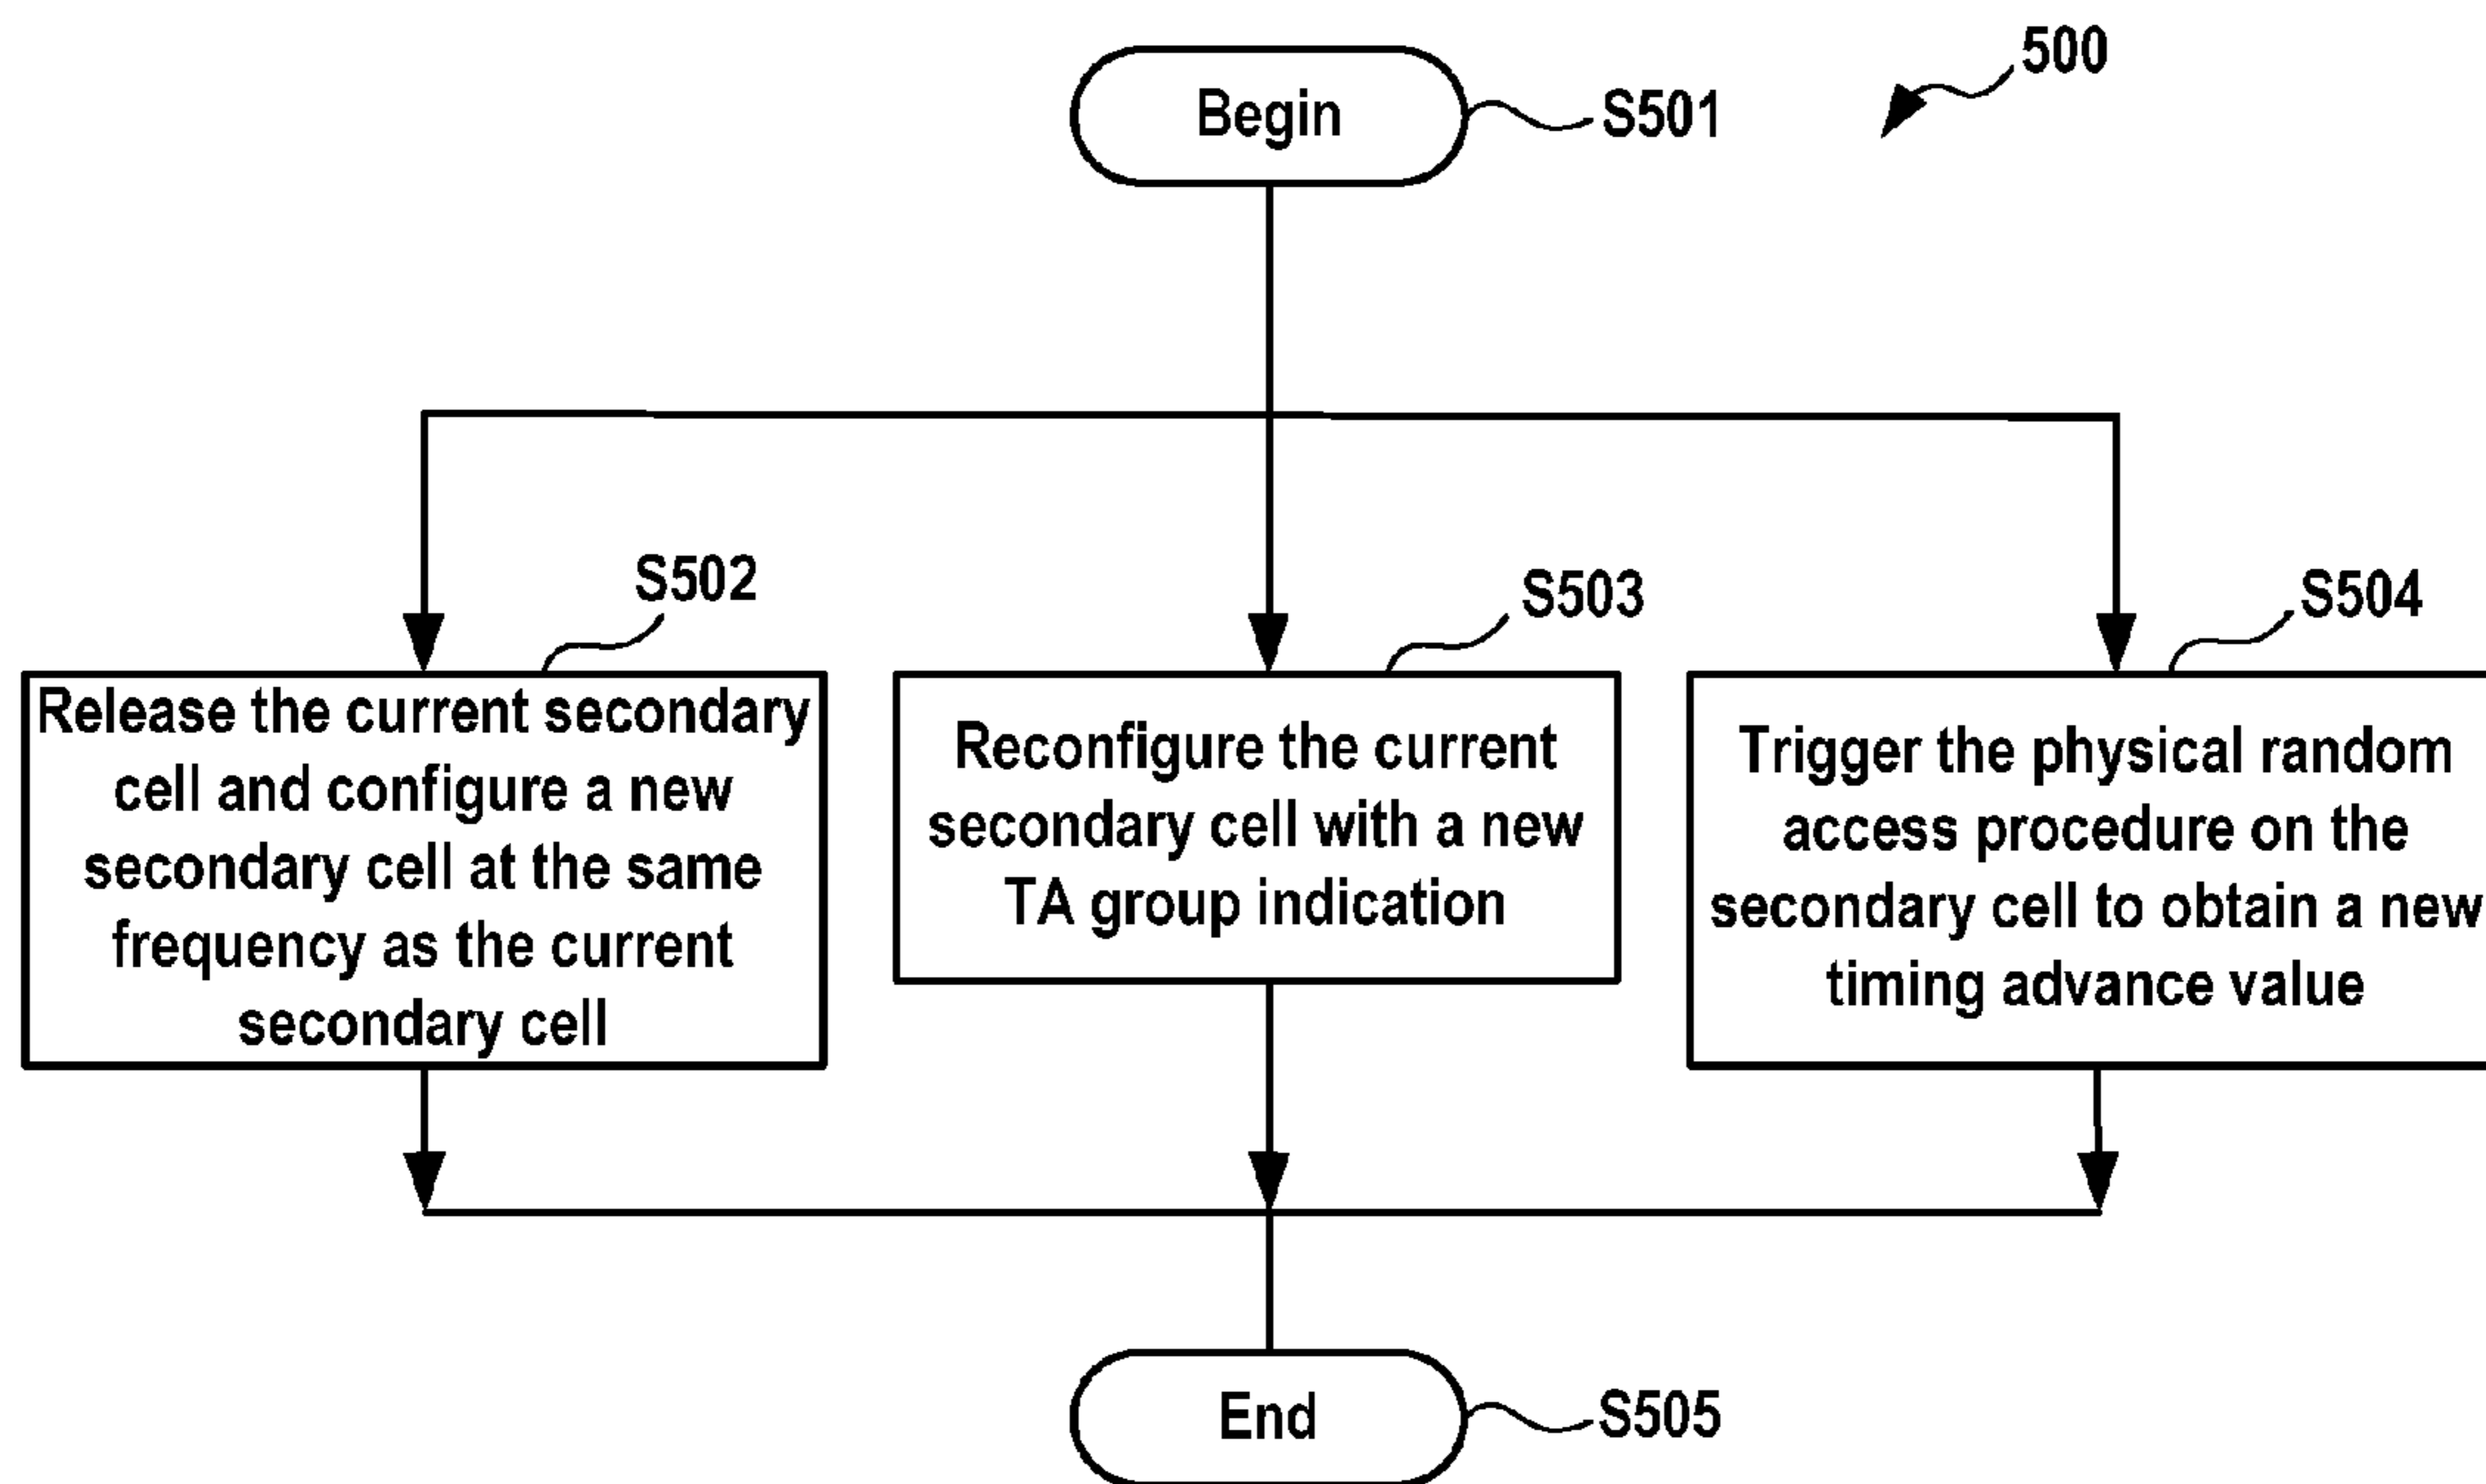 500
Begin
S501
S502
S503
S504
Release the current secondary
cell and configure a new
secondary cell at the same
frequency as the current
secondary cell
Reconfigure the current
secondary cell with a new
TA group indication
Trigger the physical random
access procedure on the
secondary cell to obtain a new
timing advance value
End
S505